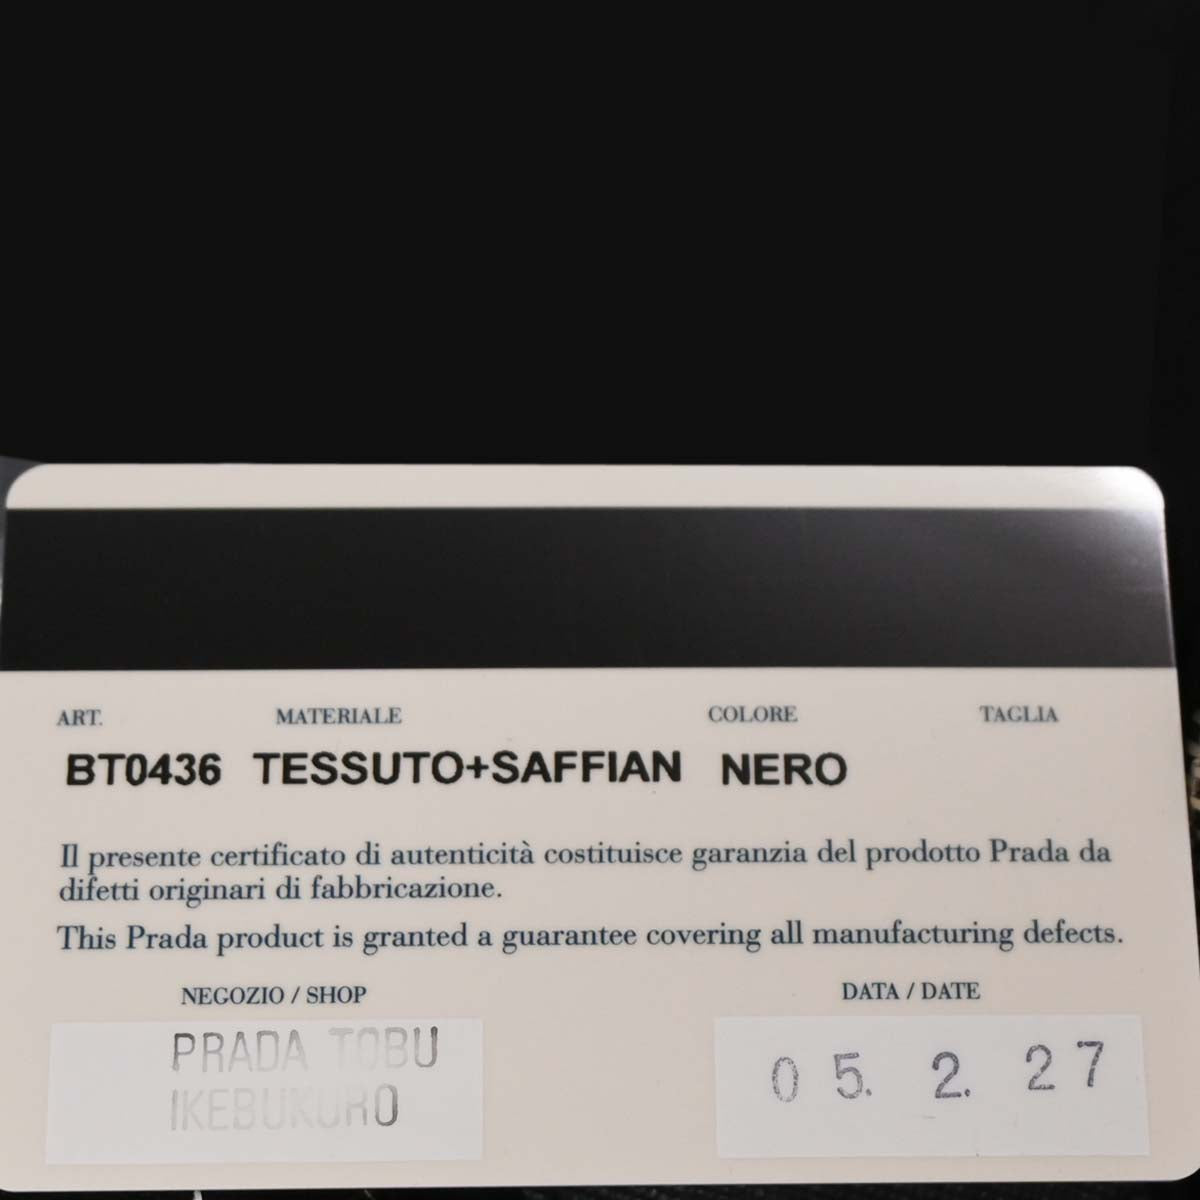 ART. MATERIALE COLORE TAGLIA
BT0436 TESSUTO+SAFFIAN NERO
Il presente certificato di autenticità costituisce garanzia del prodotto Prada da
difetti originari di fabbricazione.
This Prada product is granted a guarantee covering all manufacturing defects.
NEGOZIO / SHOP DATA / DATE
PRADA TOBU
IKEBUKURO
05. 2. 27